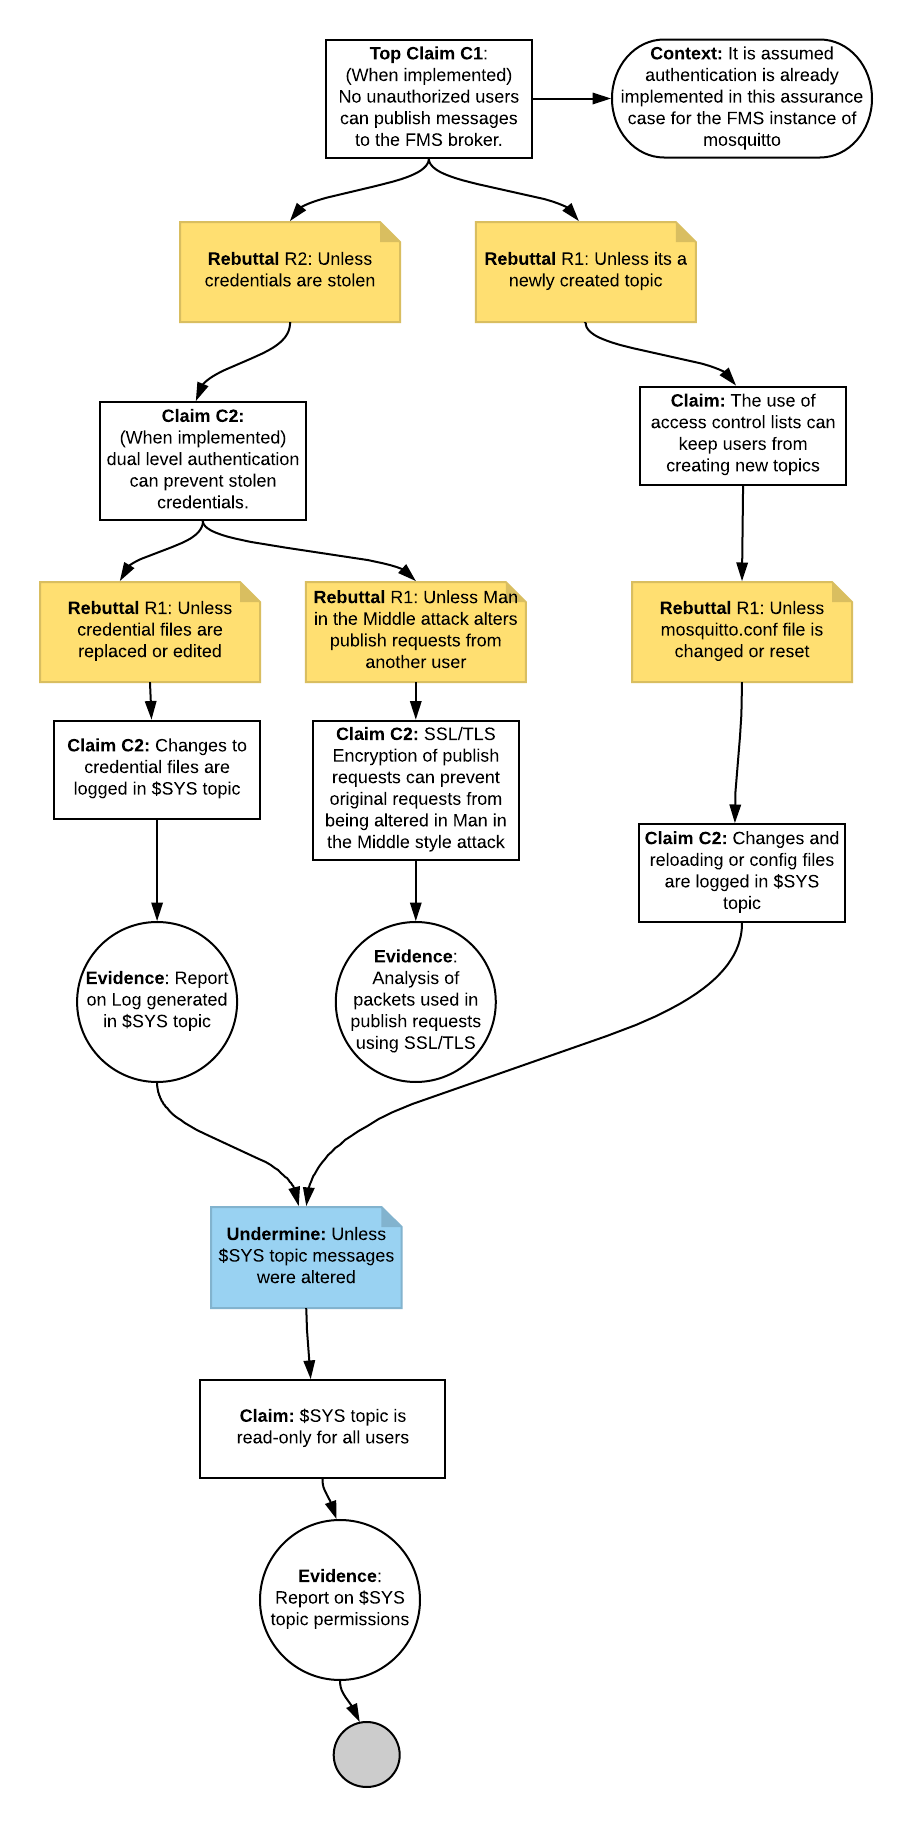 Top Claim C1:
(When implemented)
No unauthorized users
can publish messages
to the FMS broker.
Context: It is assumed
authentication is already
implemented in this assurance
case for the FMS instance of
mosquitto
Rebuttal R2: Unless
credentials are stolen
Rebuttal R1: Unless its a
newly created topic
Claim C2:
(When implemented)
dual level authentication
can prevent stolen
credentials.
Claim: The use of
access control lists can
keep users from
creating new topics
Rebuttal R1: Unless
credential files are
replaced or edited
Rebuttal R1: Unless Man
in the Middle attack alters
publish requests from
another user
Rebuttal R1: Unless
mosquitto.conf file is
changed or reset
Claim C2: Changes to
credential files are
logged in $SYS topic
Claim C2: SSL/TLS
Encryption of publish
requests can prevent
original requests from
being altered in Man in
the Middle style attack
Claim C2: Changes and
reloading or config files
are logged in $SYS
topic
Evidence: Report
on Log generated
in $SYS topic
Evidence:
Analysis of
packets used in
publish requests
using SSL/TLS
Undermine: Unless
$SYS topic messages
were altered
Claim: $SYS topic is
read-only for all users
Evidence:
Report on $SYS
topic permissions